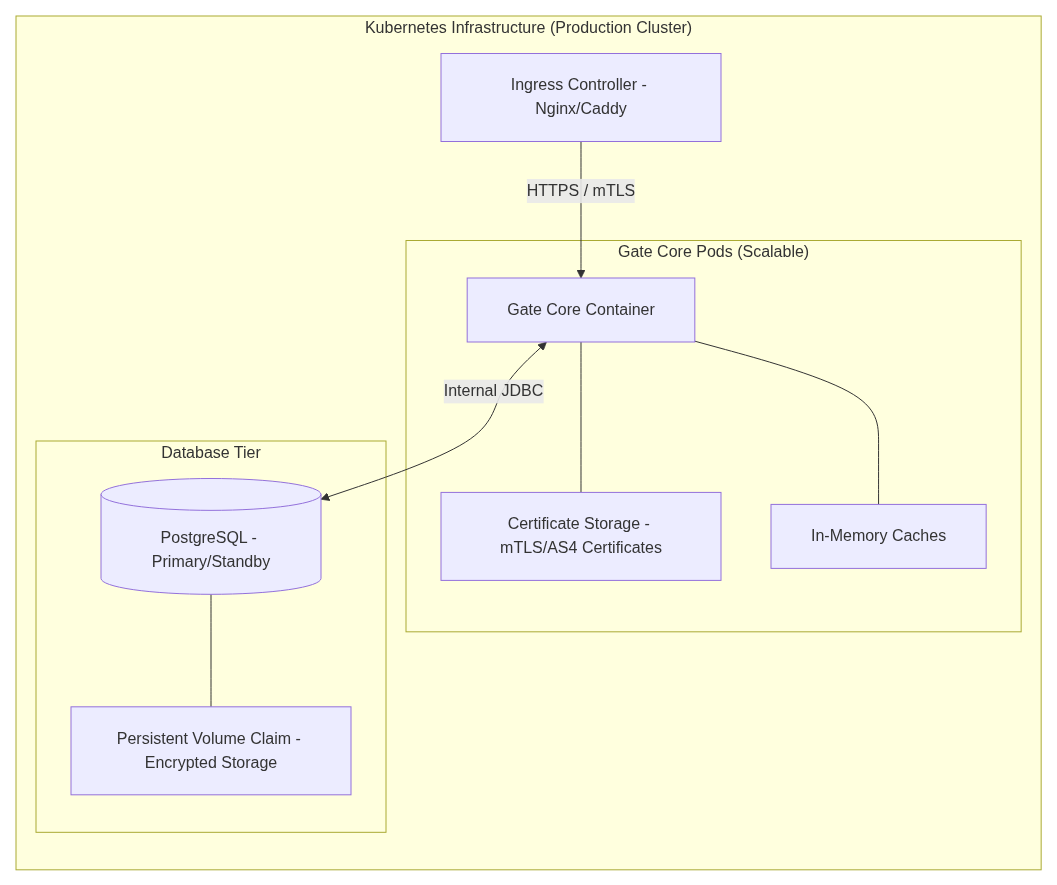 Kubernetes Infrastructure (Production Cluster)
Ingress Controller -
Nginx/Caddy
HTTPS / mTLS
Gate Core Pods (Scalable)
Gate Core Container
Internal JDBC
Database Tier
PostgreSQL -
Primary/Standby
Certificate Storage -
mTLS/AS4 Certificates
In-Memory Caches
Persistent Volume Claim -
Encrypted Storage